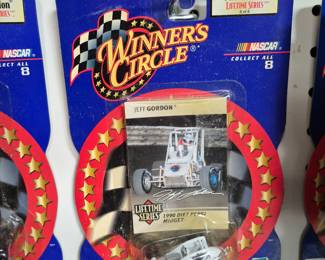 LIFETIME SERIES
WINNER'S
CIRCLE
NASCAR
COLLECT ALL
8
NASCAR
COLLECT ALL
8
JEFF GORDON
LIFETIME
SERIES
1990 DIET PEPSI
MIDGET